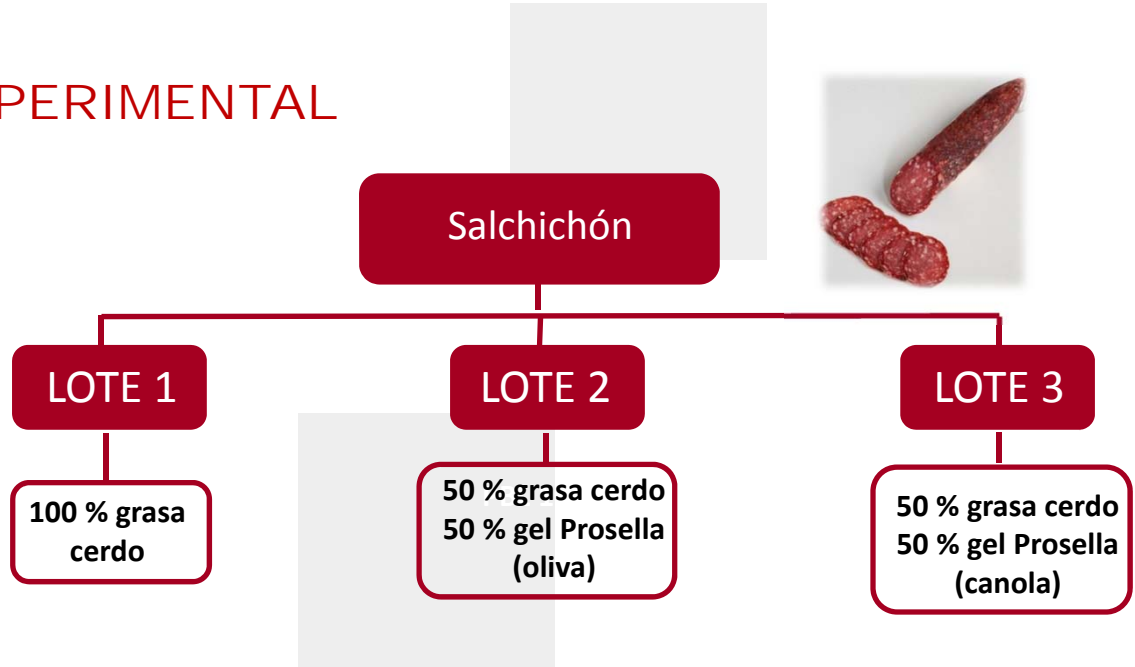 PERIMENTAL
Salchichón
LOTE 1
LOTE 2
LOTE 3
100 % grasa
cerdo
50 % grasa cerdo
50 % gel Prosella
(oliva)
50 % grasa cerdo
50 % gel Prosella
(canola)